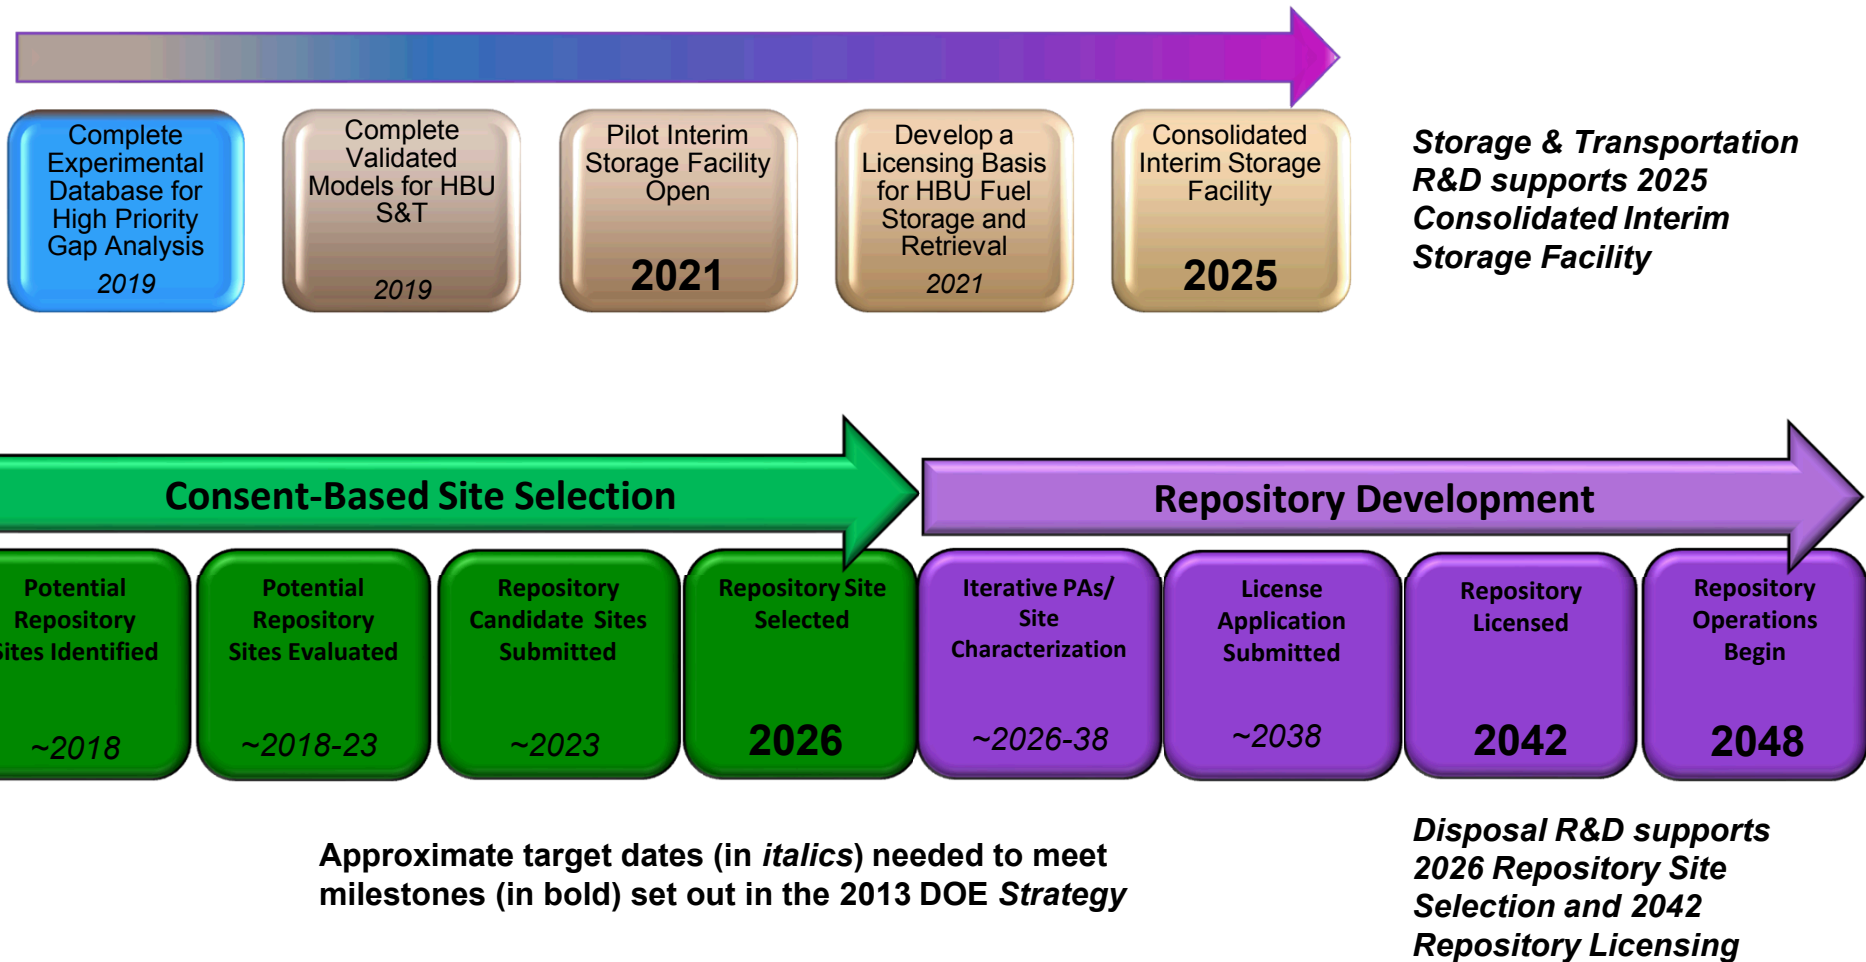 Complete
Experimental
Database for
High Priority
Gap Analysis
2019
Complete
Validated
Models for HBU
S&T
2019
Pilot Interim
Storage Facility
Open
2021
Develop a
Licensing Basis
for HBU Fuel
Storage and
Retrieval
2021
Consolidated
Interim Storage
Facility
2025
Storage & Transportation
R&D supports 2025
Consolidated Interim
Storage Facility
Consent-Based Site Selection
Repository Development
Potential
Repository
Sites Identified
~2018
Potential
Repository
Sites Evaluated
~2018-23
Repository
Candidate Sites
Submitted
~2023
Repository Site
Selected
2026
Iterative PAs/
Site
Characterization
~2026-38
License
Application
Submitted
~2038
Repository
Licensed
2042
Repository
Operations
Begin
2048
Approximate target dates (in italics) needed to meet
milestones (in bold) set out in the 2013 DOE Strategy
Disposal R&D supports
2026 Repository Site
Selection and 2042
Repository Licensing